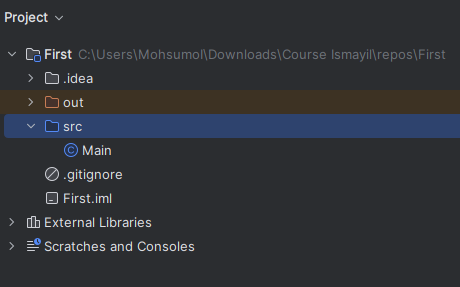 Project
First C:\Users\Mohsumol\Downloads\Course Ismayil\repos\First
.idea
out
src
Main
.gitignore
First.iml
External Libraries
Scratches and Consoles